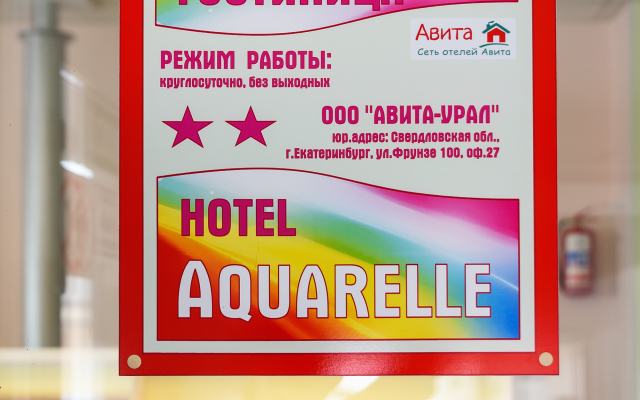 ГОСТИНИЦА
Авита
Сеть отелей Авита
РЕЖИМ РАБОТЫ:
круглосуточно, без выходных
ООО "АВИТА-УРАЛ"
юр.адрес: Свердловская обл.,
г.Екатеринбург, ул.Фрунзе 100, оф.27
HOTEL
AQUARELLE